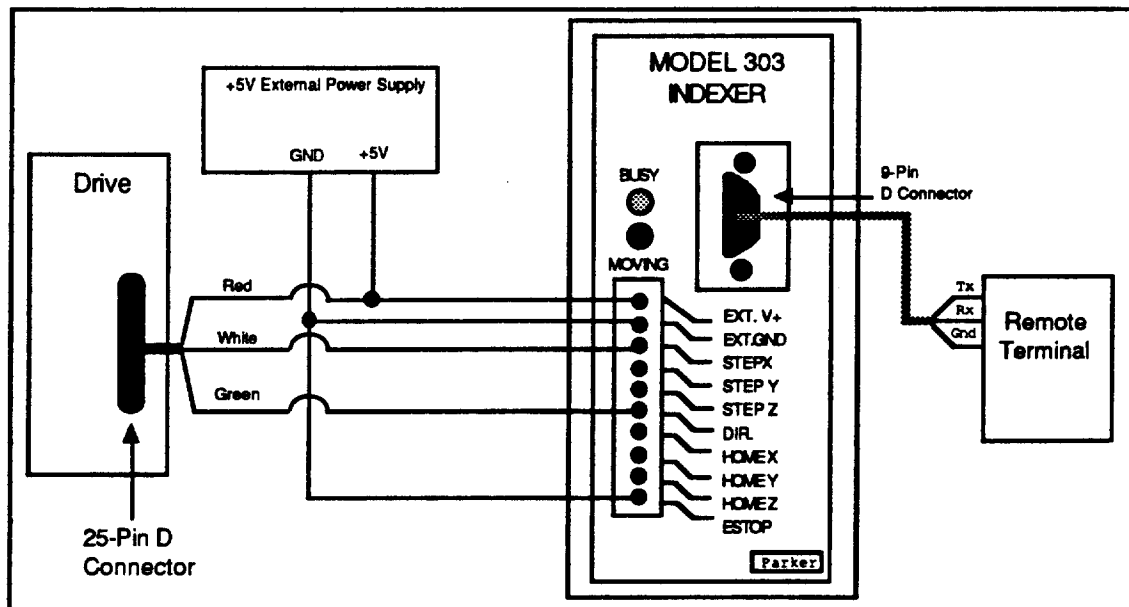 +5V External Power Supply
GND +5V
Drive
Red
White
Green
25-Pin D
Connector
MODEL 303
INDEXER
BUSY
MOVING
9-Pin
D Connector
EXT. V+
EXT.GND
STEPX
STEP Y
STEP Z
DIR.
HOME X
HOME Y
HOME Z
ESTOP
Parker
Tx
Rx
Gnd
Remote
Terminal